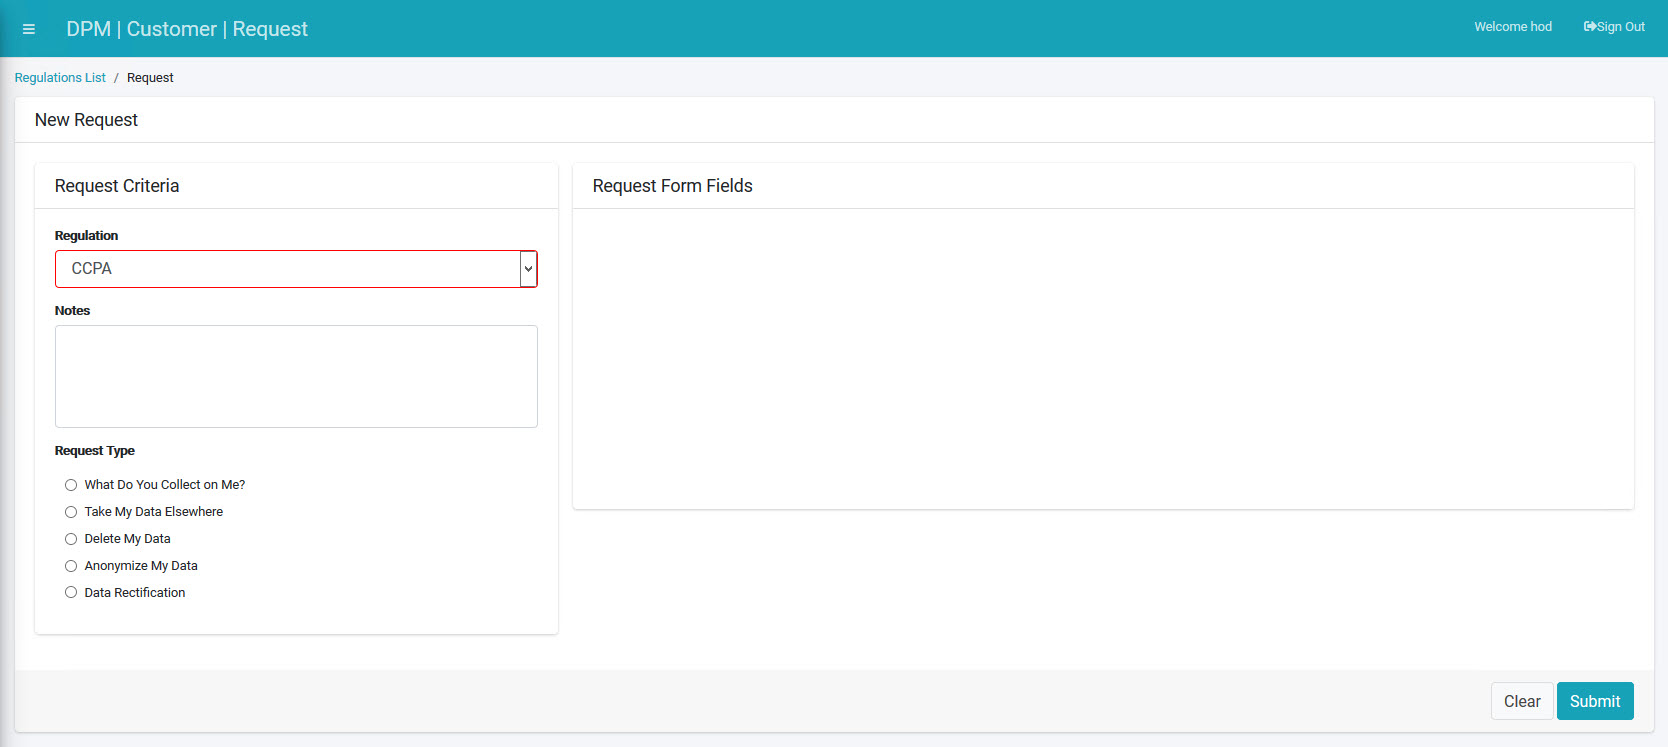 DPM | Customer | Request
Welcome hod
Sign Out
Regulations List / Request
New Request
Request Criteria
Regulation
CCPA
Notes
Request Type
What Do You Collect on Me?
Take My Data Elsewhere
Delete My Data
Anonymize My Data
Data Rectification
Request Form Fields
Clear
Submit